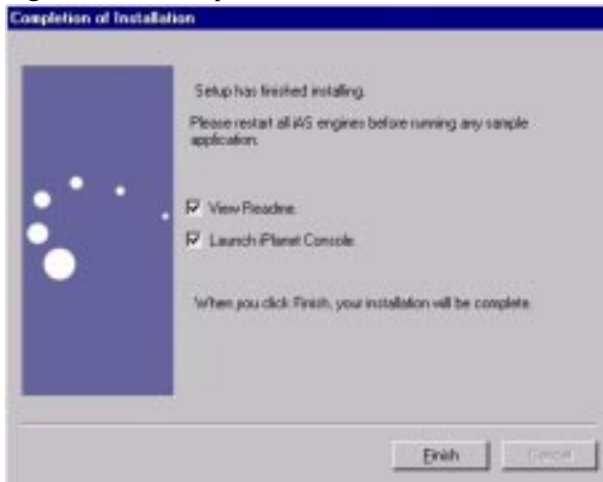 Completion of Installation
Setup has finished installing.
Please restart all iAS engines before running any sample
application.
View Readme.
Launch iPlanet Console.
When you click Finish, your installation will be complete.
Finish
Cancel